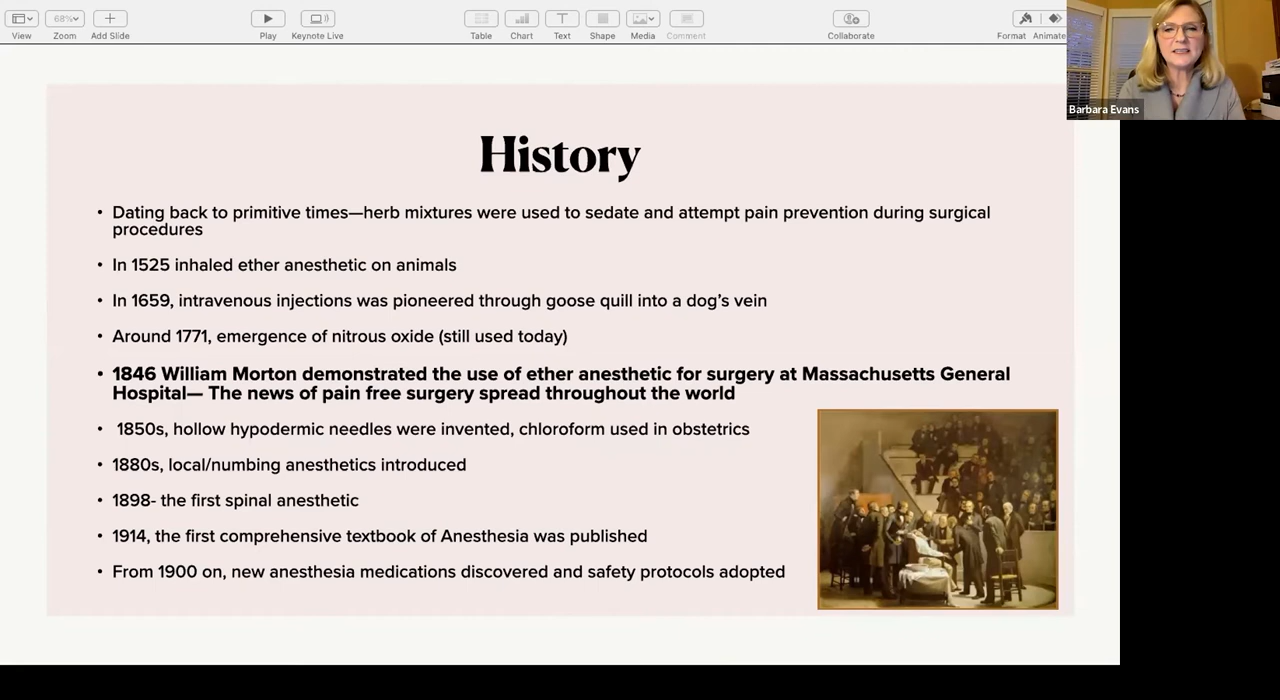 68%
View
Zoom
Add Slide
Play
Keynote Live
Table
Chart
Text
Shape
Media
Comment
Collaborate
Format
Animate
Barbara Evans
History
• Dating back to primitive times—herb mixtures were used to sedate and attempt pain prevention during surgical
procedures
• In 1525 inhaled ether anesthetic on animals
• In 1659, intravenous injections was pioneered through goose quill into a dog's vein
• Around 1771, emergence of nitrous oxide (still used today)
• 1846 William Morton demonstrated the use of ether anesthetic for surgery at Massachusetts General
Hospital— The news of pain free surgery spread throughout the world
• 1850s, hollow hypodermic needles were invented, chloroform used in obstetrics
• 1880s, local/numbing anesthetics introduced
• 1898- the first spinal anesthetic
• 1914, the first comprehensive textbook of Anesthesia was published
• From 1900 on, new anesthesia medications discovered and safety protocols adopted